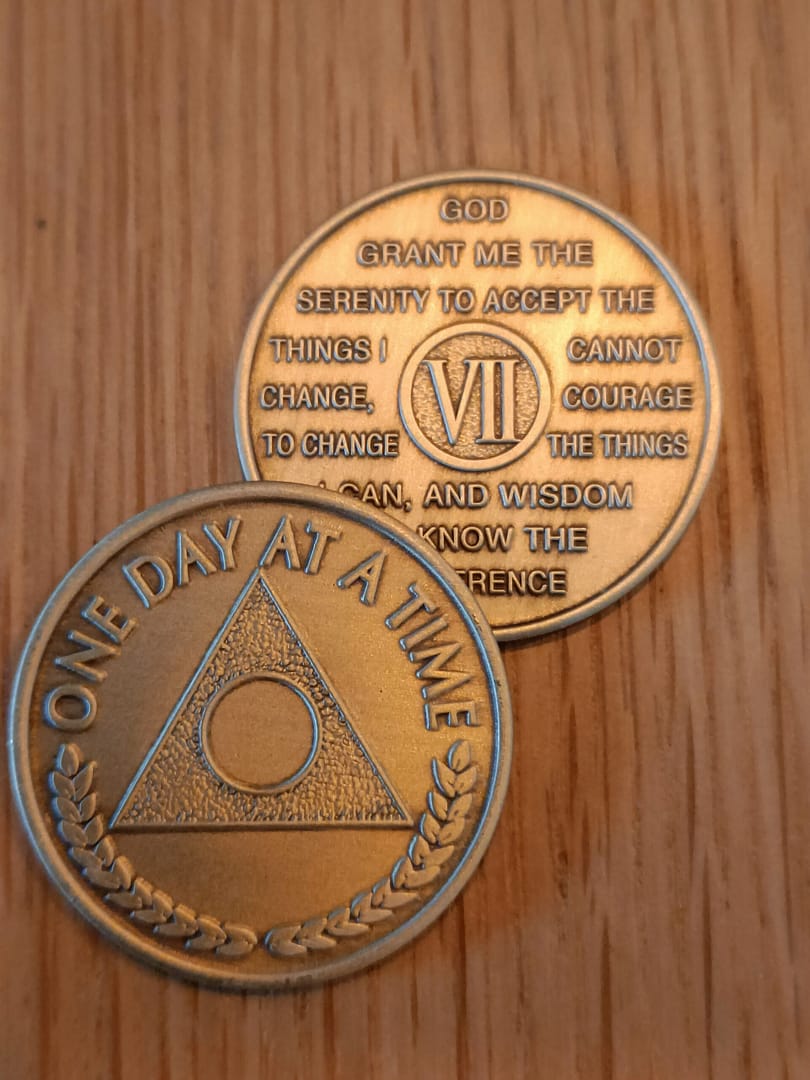 GOD
GRANT ME THE
SERENITY TO ACCEPT THE
THINGS I CANNOT
CHANGE, VII COURAGE
TO CHANGE THE THINGS
I CAN, AND WISDOM
KNOW THE
ERENCE
ONE DAY AT A TIME